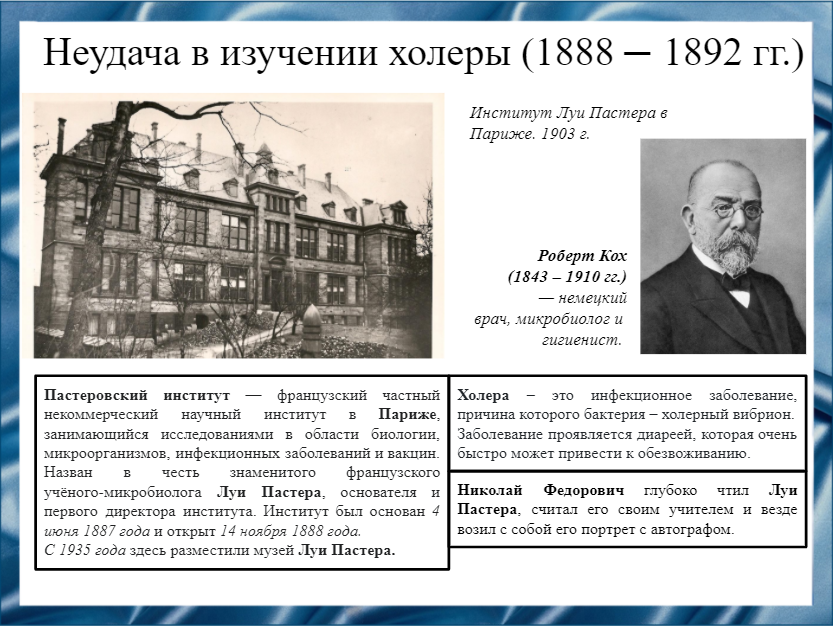 Неудача в изучении холеры (1888 – 1892 гг.)
Институт Луи Пастера в
Париже. 1903 г.
Роберт Кох
(1843 – 1910 гг.)
— немецкий
врач, микробиолог и
гигиенист.
Пастеровский институт — французский частный
некоммерческий научный институт в Париже,
занимающийся исследованиями в области биологии,
микроорганизмов, инфекционных заболеваний и вакцин.
Назван в честь знаменитого французского
учёного-микробиолога Луи Пастера, основателя и
первого директора института. Институт был основан 4
июня 1887 года и открыт 14 ноября 1888 года.
С 1935 года здесь разместили музей Луи Пастера.
Холера – это инфекционное заболевание,
причина которого бактерия – холерный вибрион.
Заболевание проявляется диареей, которая очень
быстро может привести к обезвоживанию.
Николай Федорович глубоко чтил Луи
Пастера, считал его своим учителем и везде
возил с собой его портрет с автографом.